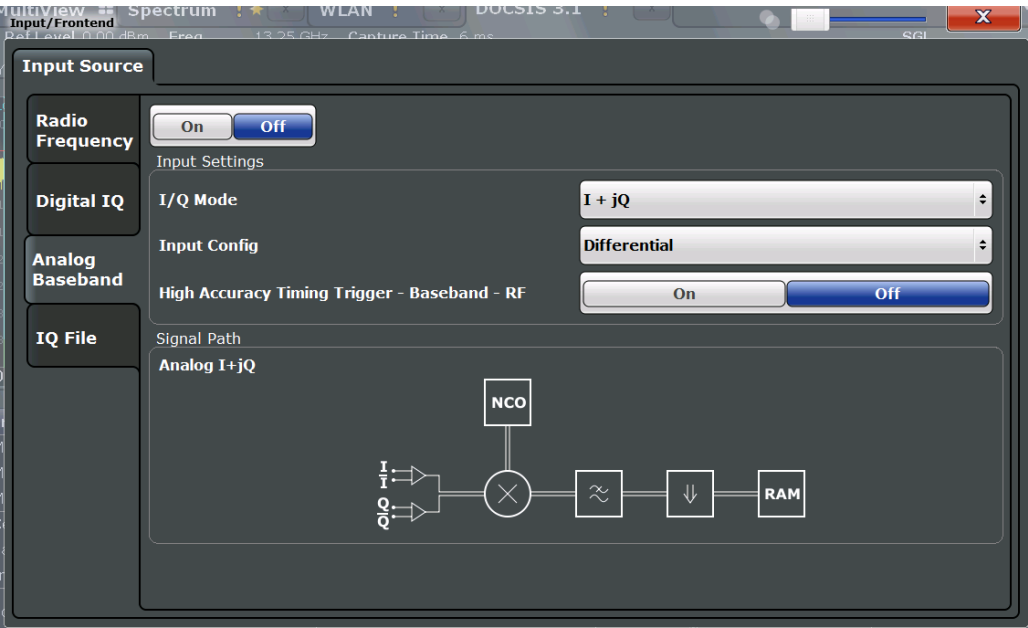 MultiView Spectrum ! WLAN ! DOCSIS 3.1 !
Input/Frontend
X
Ref Level 0.00 dBm Freq 13.25 GHz Capture Time 6 ms SGL
Input Source
Radio
Frequency
On Off
Input Settings
Digital IQ
I/Q Mode
I + jQ
Input Config
Differential
Analog
Baseband
High Accuracy Timing Trigger - Baseband - RF
On Off
IQ File
Signal Path
Analog I+jQ
NCO
I
I
Q
Q
RAM